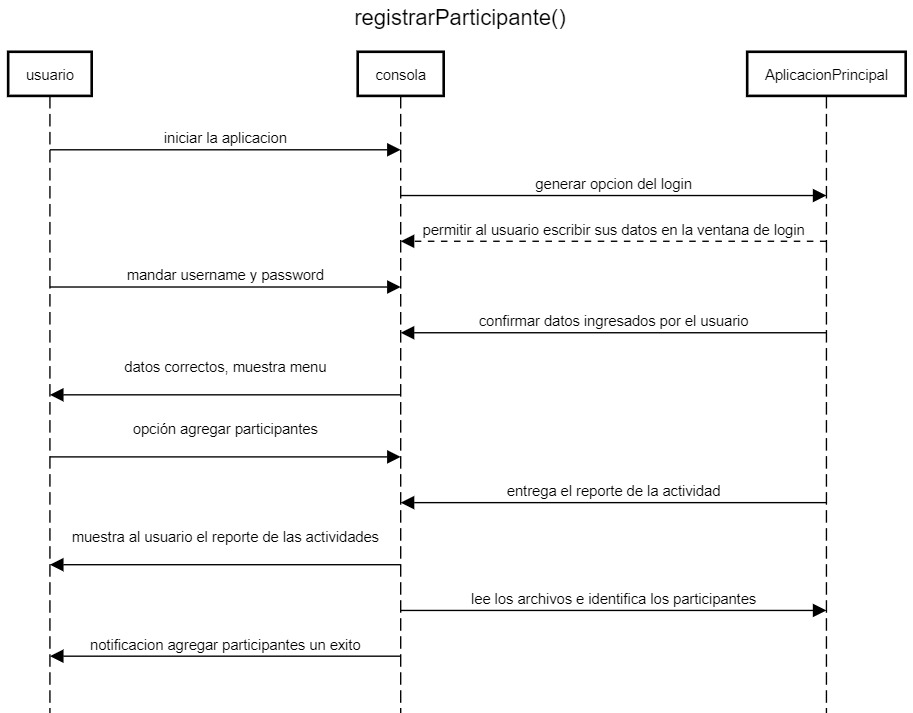 registrarParticipante()
usuario
consola
AplicacionPrincipal
iniciar la aplicacion
generar opcion del login
permitir al usuario escribir sus datos en la ventana de login
mandar username y password
confirmar datos ingresados por el usuario
datos correctos, muestra menu
opción agregar participantes
entrega el reporte de la actividad
muestra al usuario el reporte de las actividades
lee los archivos e identifica los participantes
notificacion agregar participantes un exito